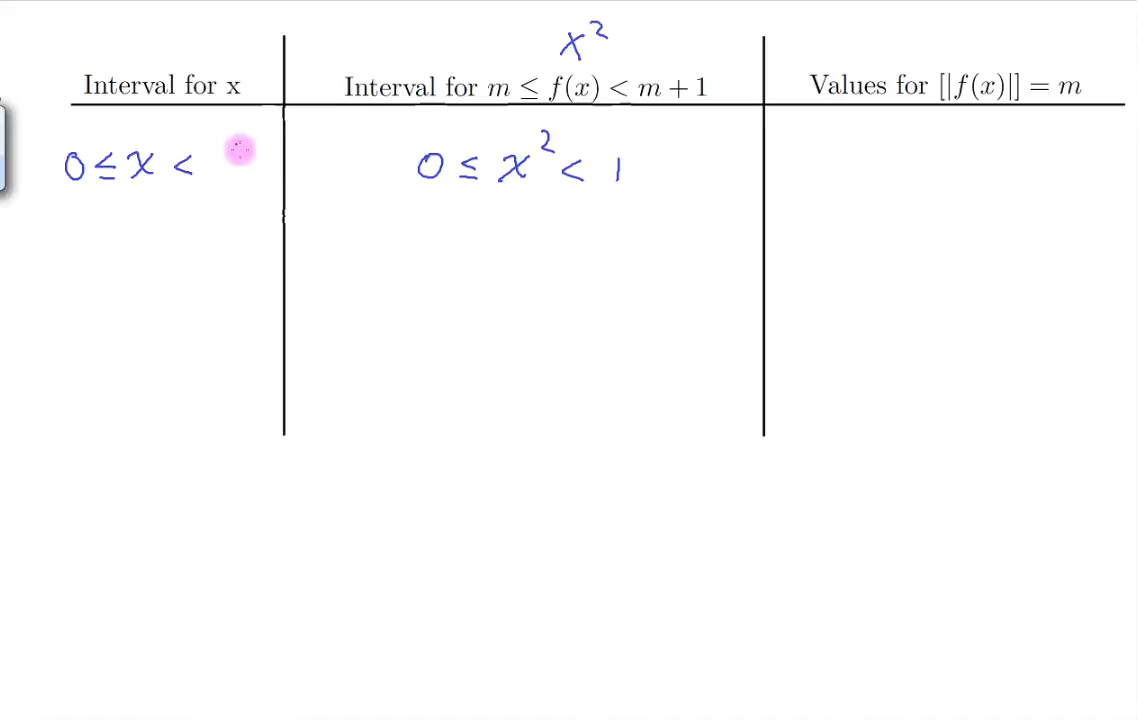 x²
Interval for x Interval for m ≤ f(x) < m + 1 Values for [|f(x)|] = m
0 ≤ x < 0 ≤ x² < 1